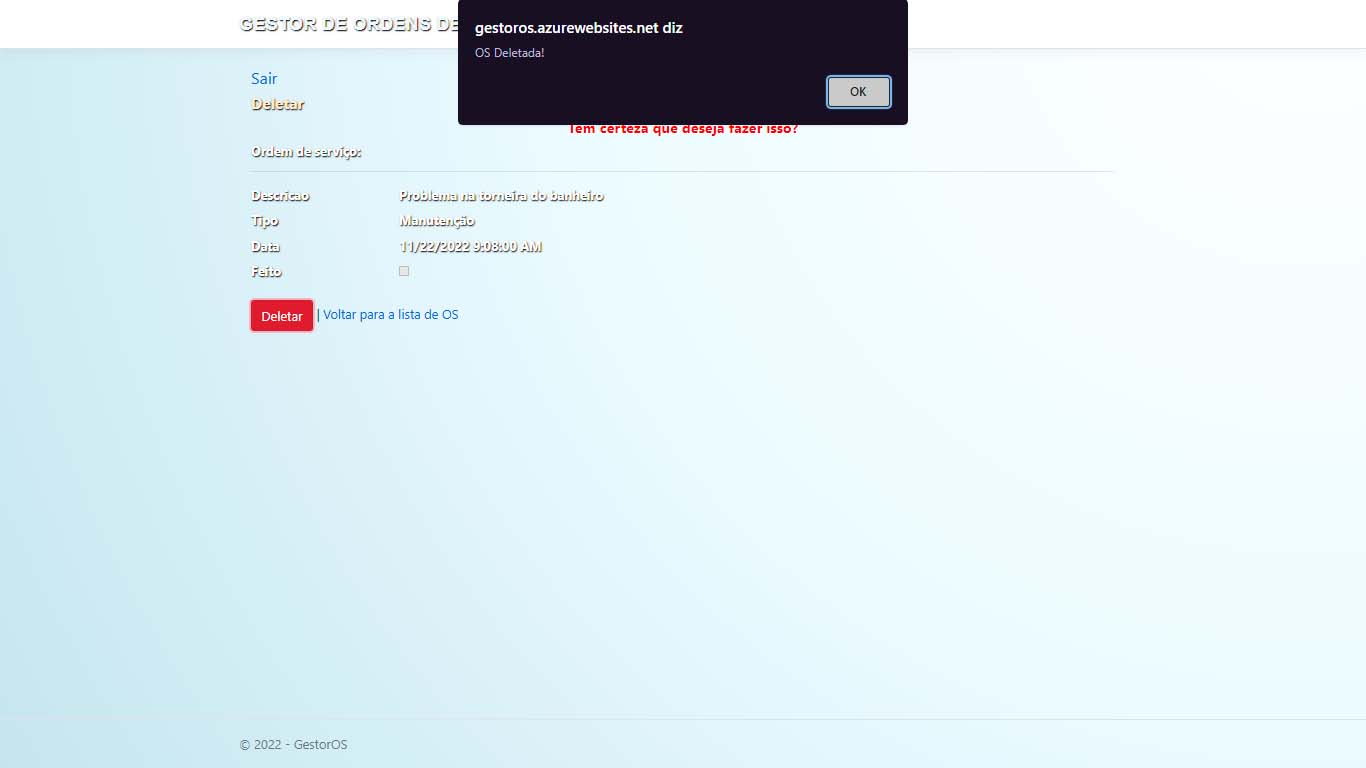 GESTOR DE ORDENS DE
gestoros.azurewebsites.net diz
OS Deletada!
OK
Sair
Deletar
Tem certeza que deseja fazer isso?
Ordem de serviço:
Descricao Problema na torneira do banheiro
Tipo Manutenção
Data 11/22/2022 9:08:00 AM
Feito
Deletar | Voltar para a lista de OS
© 2022 - GestorOS